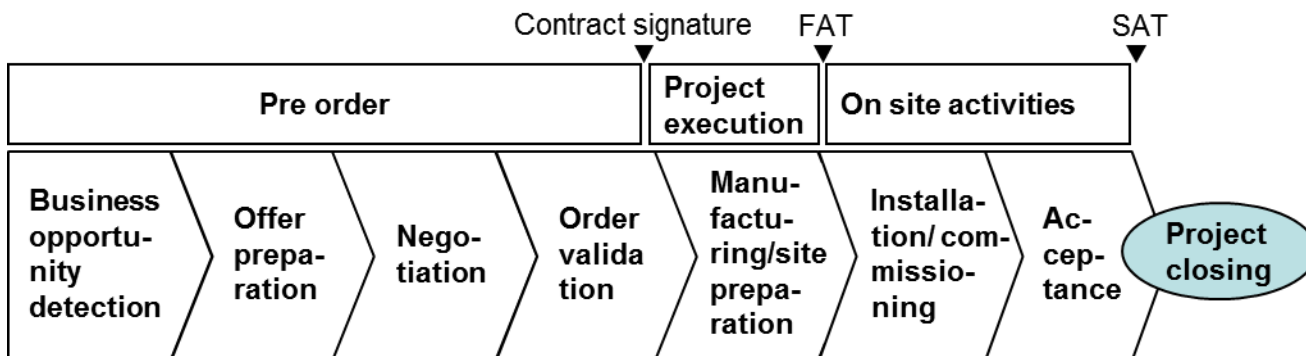 Contract signature FAT SAT
Pre order
Project
execution
On site activities
Business
opportu-
nity
detection
Offer
prepa-
ration
Nego-
tiation
Order
valida
tion
Manu-
factu-
ring/site
prepa-
ration
Installa-
tion/ com-
missio-
ning
Ac-
cep-
tance
Project
closing